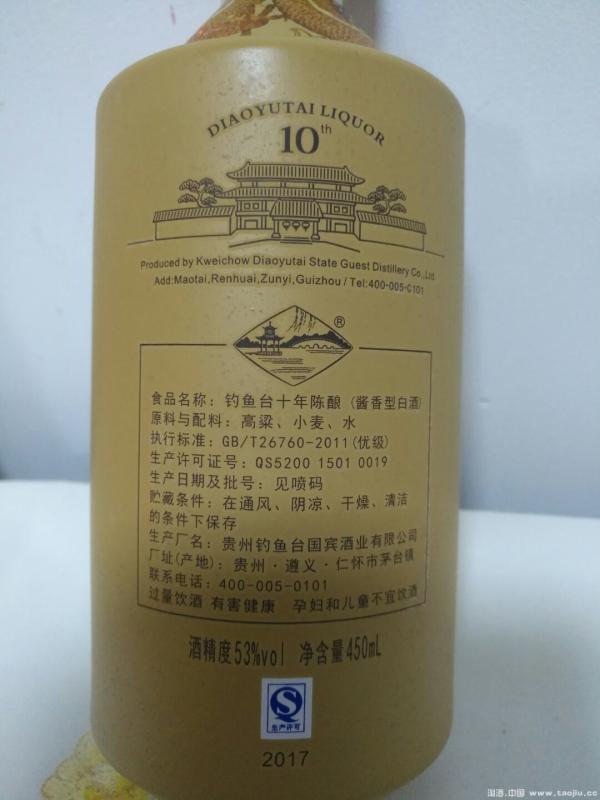 DIAOYUTAI LIQUOR
10th
Produced by Kweichow Diaoyutai State Guest Distillery Co.,Ltd
Add:Maotai,Renhuai,Zunyi,Guizhou / Tel:400-005-0101
®
食品名称：钓鱼台十年陈酿（酱香型白酒）
原料与配料：高粱、小麦、水
执行标准：GB/T26760-2011(优级)
生产许可证号：QS5200 1501 0019
生产日期及批号：见喷码
贮藏条件：在通风、阴凉、干燥、清洁
的条件下保存
生产厂名：贵州钓鱼台国宾酒业有限公司
厂址(产地)：贵州·遵义·仁怀市茅台镇
联系电话：400-005-0101
过量饮酒 有害健康 孕妇和儿童不宜饮酒
酒精度53%vol 净含量450mL
QS
生产许可
2017
淘酒.中国 www.taojiu.cc